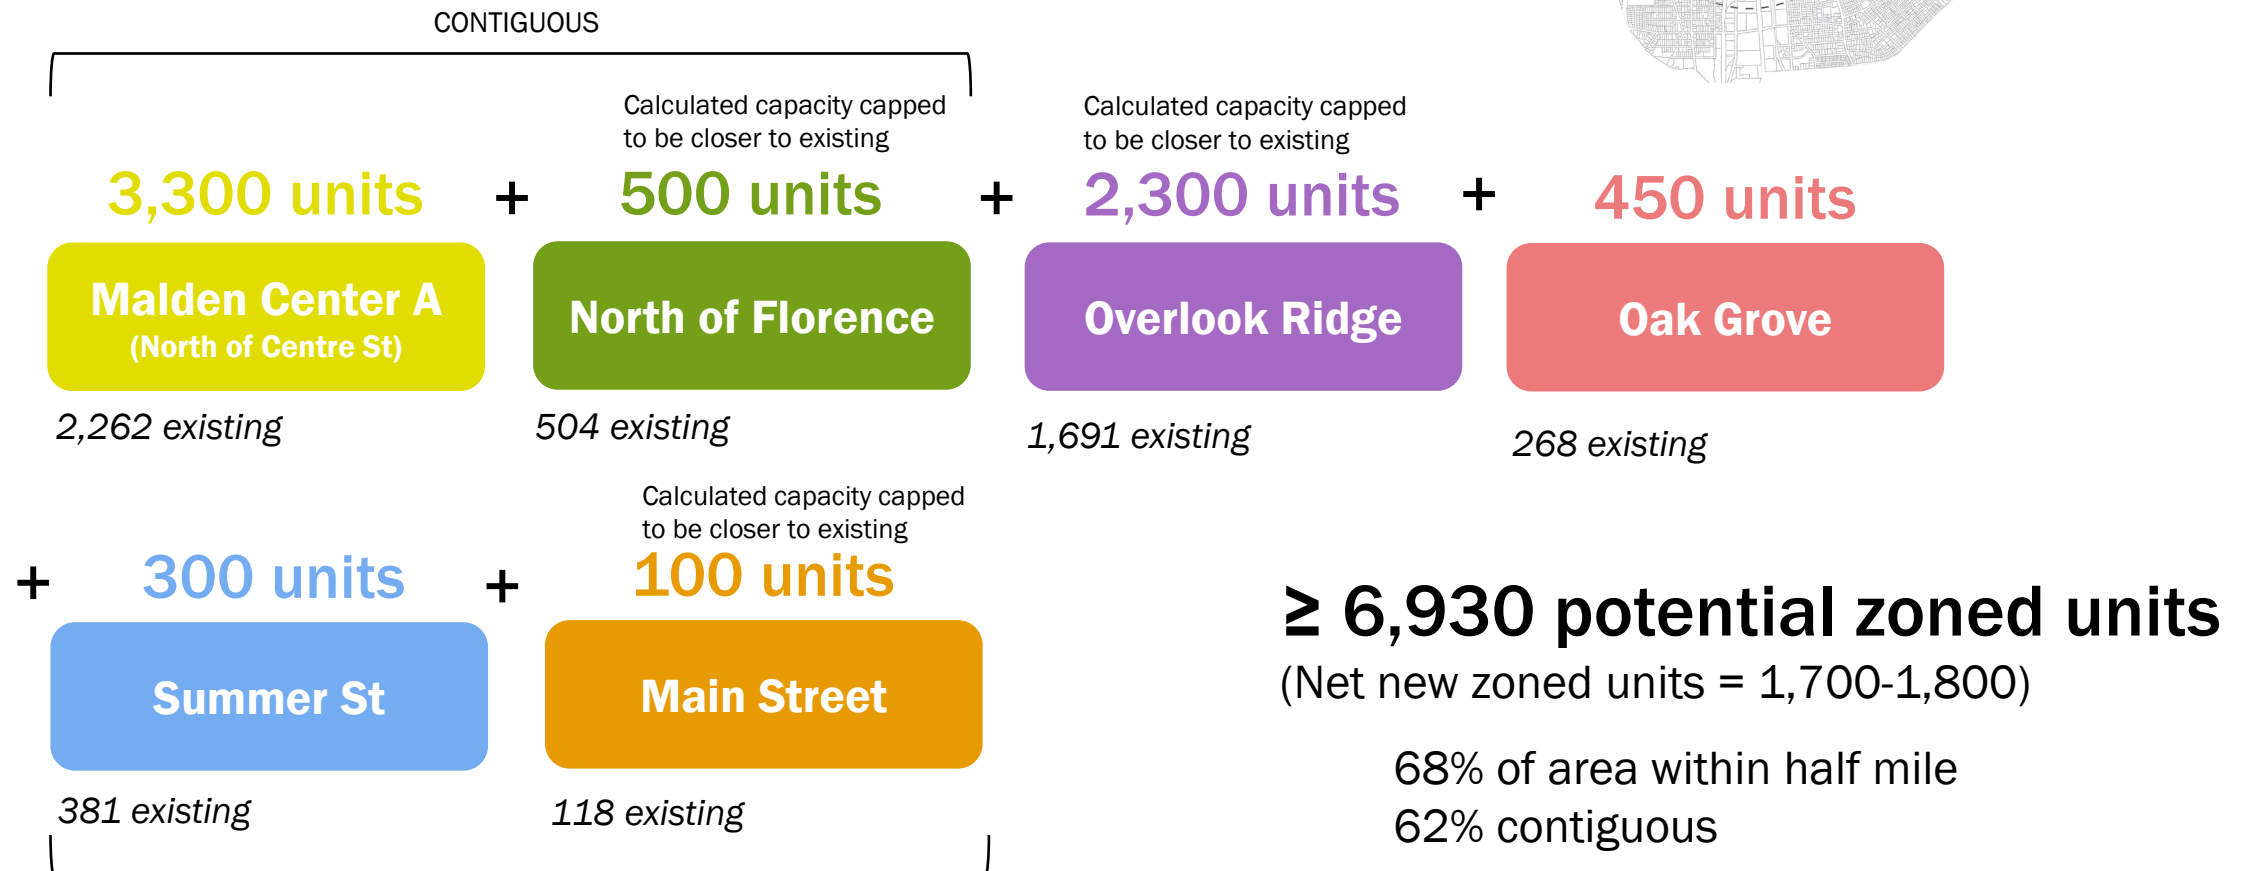 CONTIGUOUS
Calculated capacity capped
to be closer to existing
Calculated capacity capped
to be closer to existing
3,300 units + 500 units + 2,300 units + 450 units
Malden Center A
(North of Centre St)
North of Florence
Overlook Ridge
Oak Grove
2,262 existing
504 existing
1,691 existing
268 existing
Calculated capacity capped
to be closer to existing
+ 300 units + 100 units
Summer St
Main Street
381 existing
118 existing
≥ 6,930 potential zoned units
(Net new zoned units = 1,700-1,800)
68% of area within half mile
62% contiguous